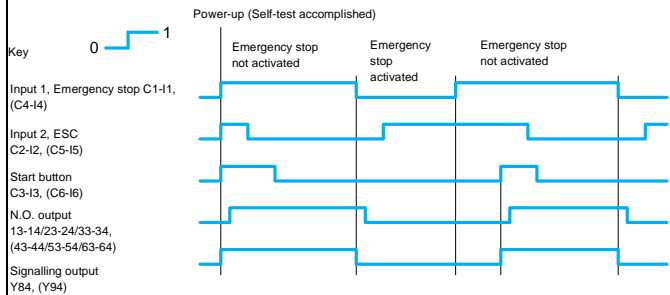 Power-up (Self-test accomplished)
Key
0
1
Emergency stop
not activated
Emergency
stop
activated
Emergency stop
not activated
Input 1, Emergency stop C1-I1,
(C4-I4)
Input 2, ESC
C2-I2, (C5-I5)
Start button
C3-I3, (C6-I6)
N.O. output
13-14/23-24/33-34,
(43-44/53-54/63-64)
Signalling output
Y84, (Y94)